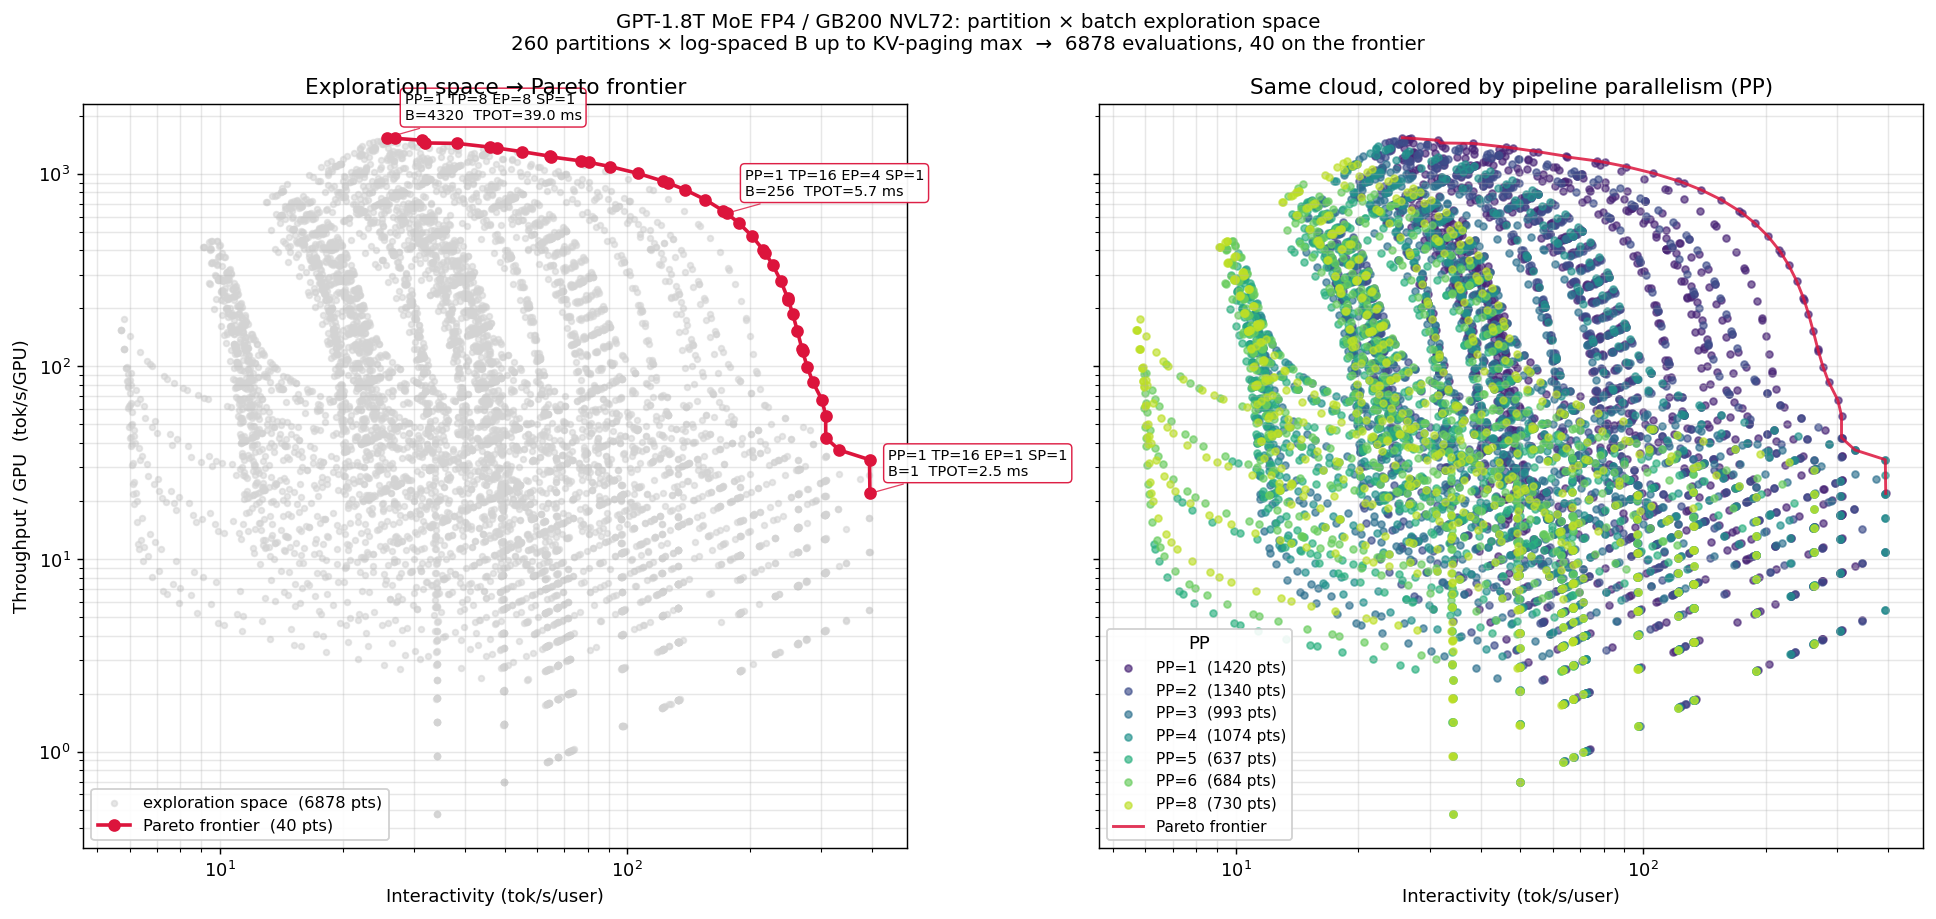 GPT-1.8T MoE FP4 / GB200 NVL72: partition × batch exploration space
260 partitions × log-spaced B up to KV-paging max → 6878 evaluations, 40 on the frontier
Exploration space → Pareto frontier
PP=1 TP=8 EP=8 SP=1
B=4320 TPOT=39.0 ms
PP=1 TP=16 EP=4 SP=1
B=256 TPOT=5.7 ms
PP=1 TP=16 EP=1 SP=1
B=1 TPOT=2.5 ms
10³
10²
10¹
10⁰
Throughput / GPU (tok/s/GPU)
exploration space (6878 pts)
Pareto frontier (40 pts)
10¹
10²
Interactivity (tok/s/user)
Same cloud, colored by pipeline parallelism (PP)
PP
PP=1 (1420 pts)
PP=2 (1340 pts)
PP=3 (993 pts)
PP=4 (1074 pts)
PP=5 (637 pts)
PP=6 (684 pts)
PP=8 (730 pts)
Pareto frontier
10¹
10²
Interactivity (tok/s/user)